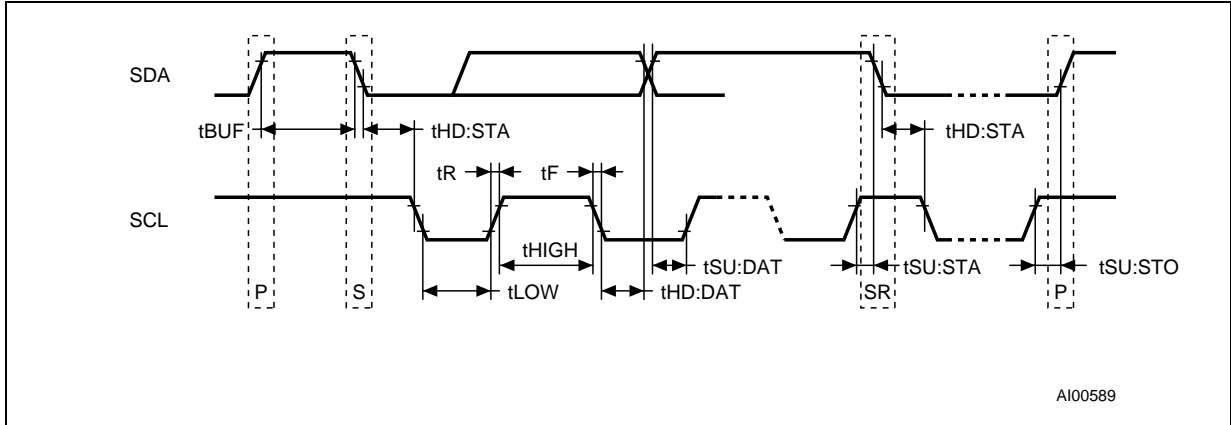 SDA
tBUF
tHD:STA
tHD:STA
tR
tF
SCL
tHIGH
tSU:DAT
tSU:STA
tSU:STO
P
S
tLOW
tHD:DAT
SR
P
AI00589